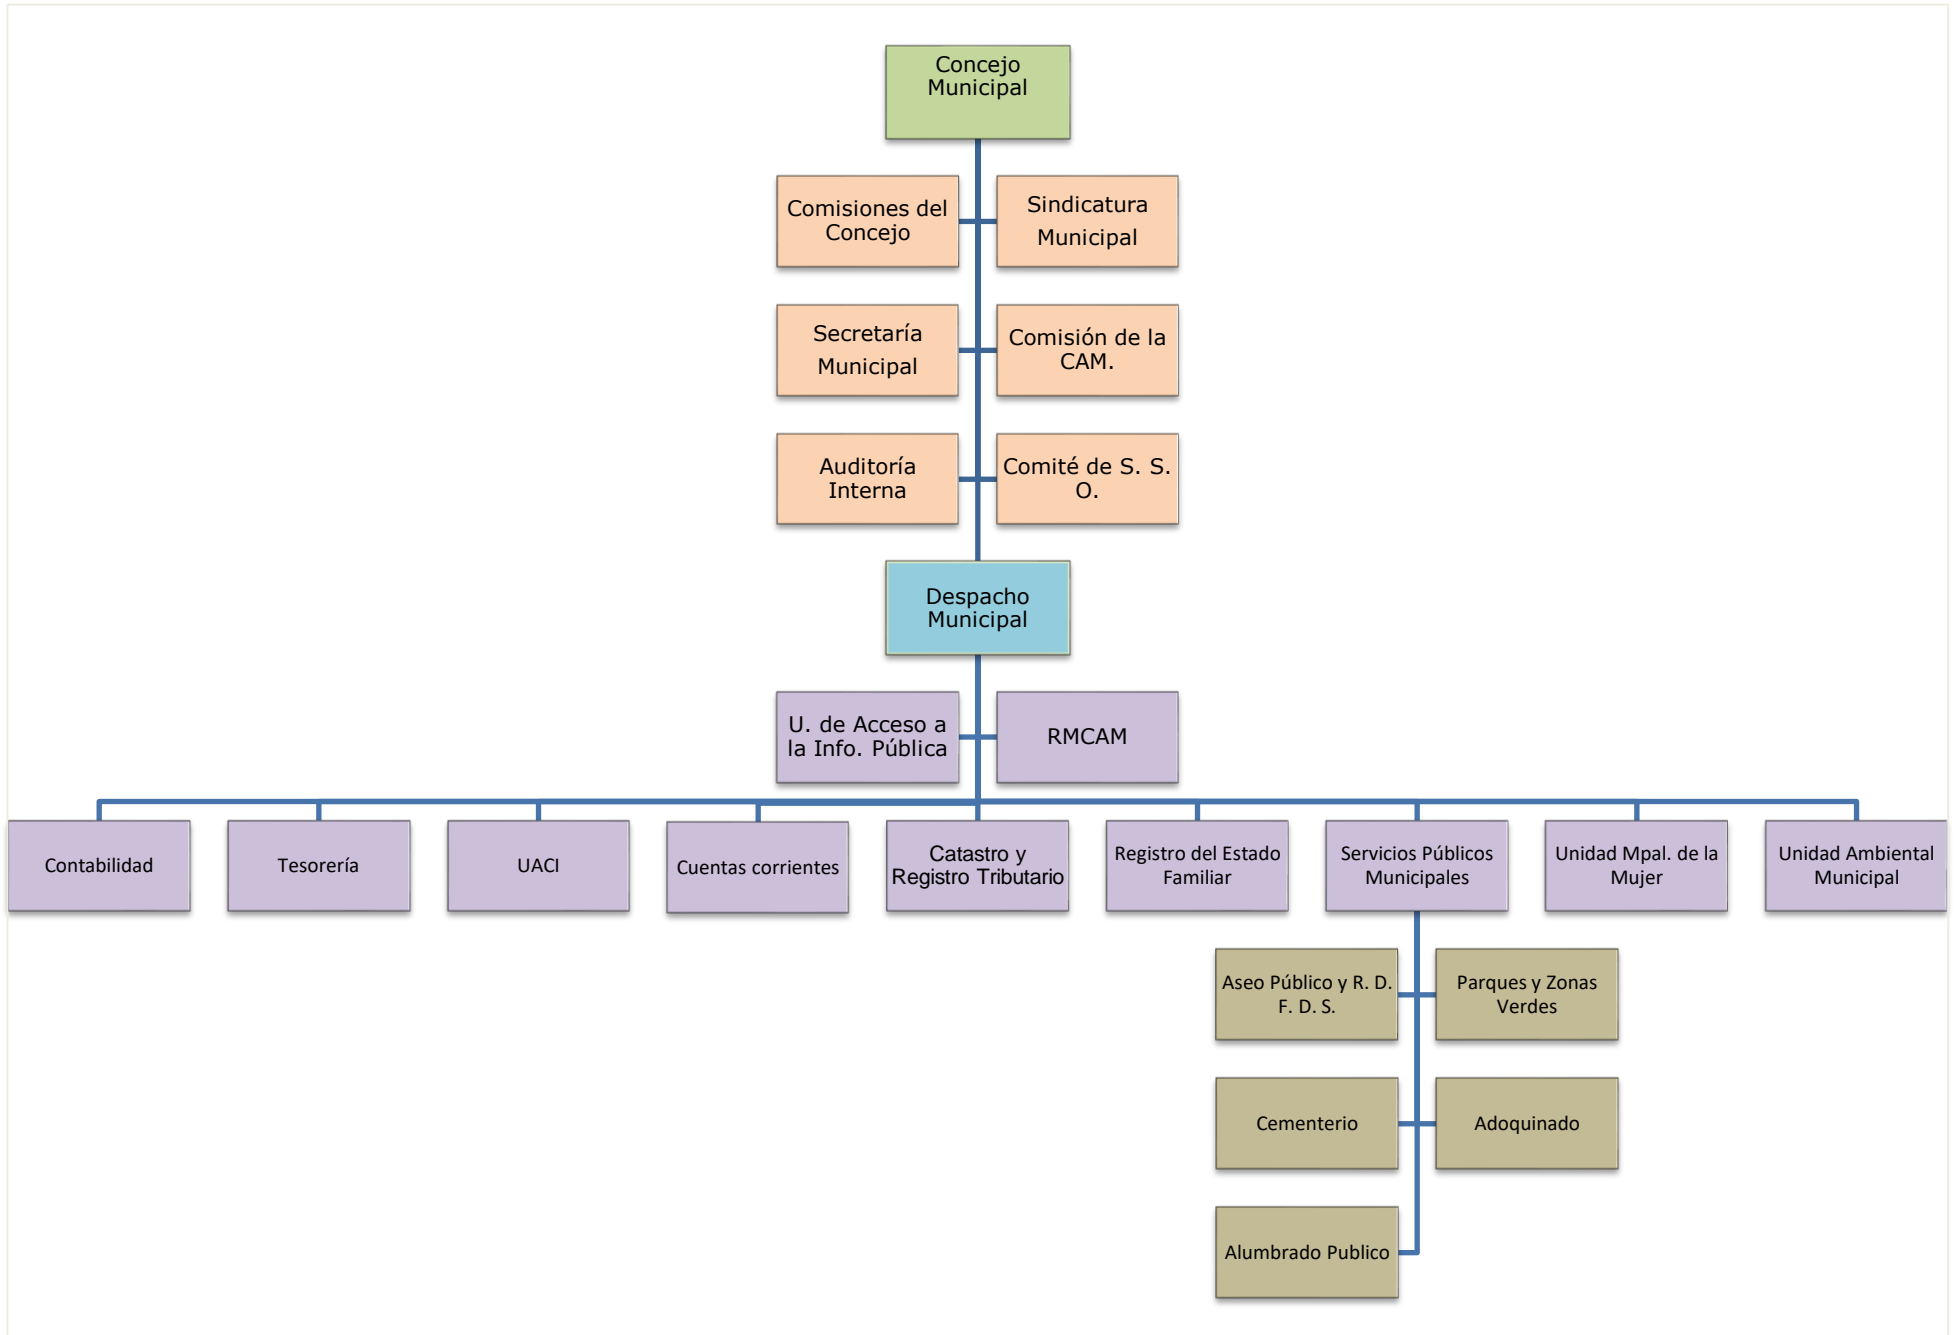 Concejo
Municipal
Comisiones del
Concejo
Sindicatura
Municipal
Secretaría
Municipal
Comisión de la
CAM.
Auditoría
Interna
Comité de S. S.
O.
Despacho
Municipal
U. de Acceso a
la Info. Pública
RMCAM
Contabilidad
Tesorería
UACI
Cuentas corrientes
Catastro y
Registro Tributario
Registro del Estado
Familiar
Servicios Públicos
Municipales
Unidad Mpal. de la
Mujer
Unidad Ambiental
Municipal
Aseo Público y R. D.
F. D. S.
Parques y Zonas
Verdes
Cementerio
Adoquinado
Alumbrado Publico